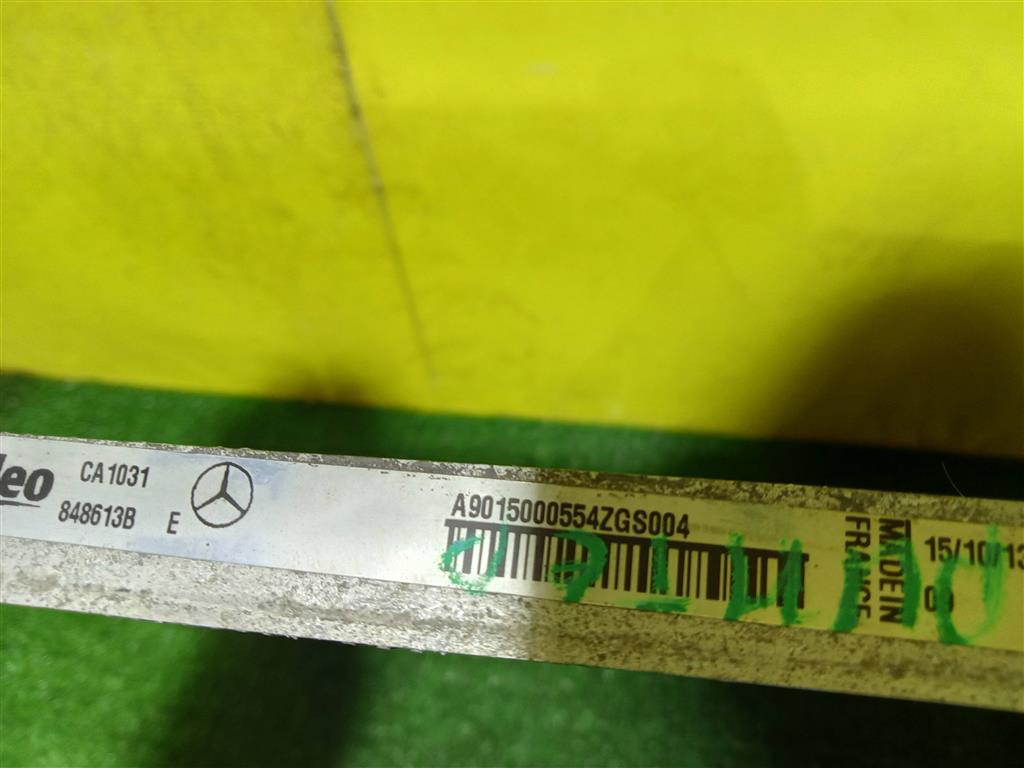 leo
CA1031
848613B E
A9015000554ZGS004
MADE IN
FRANCE
15/10/13